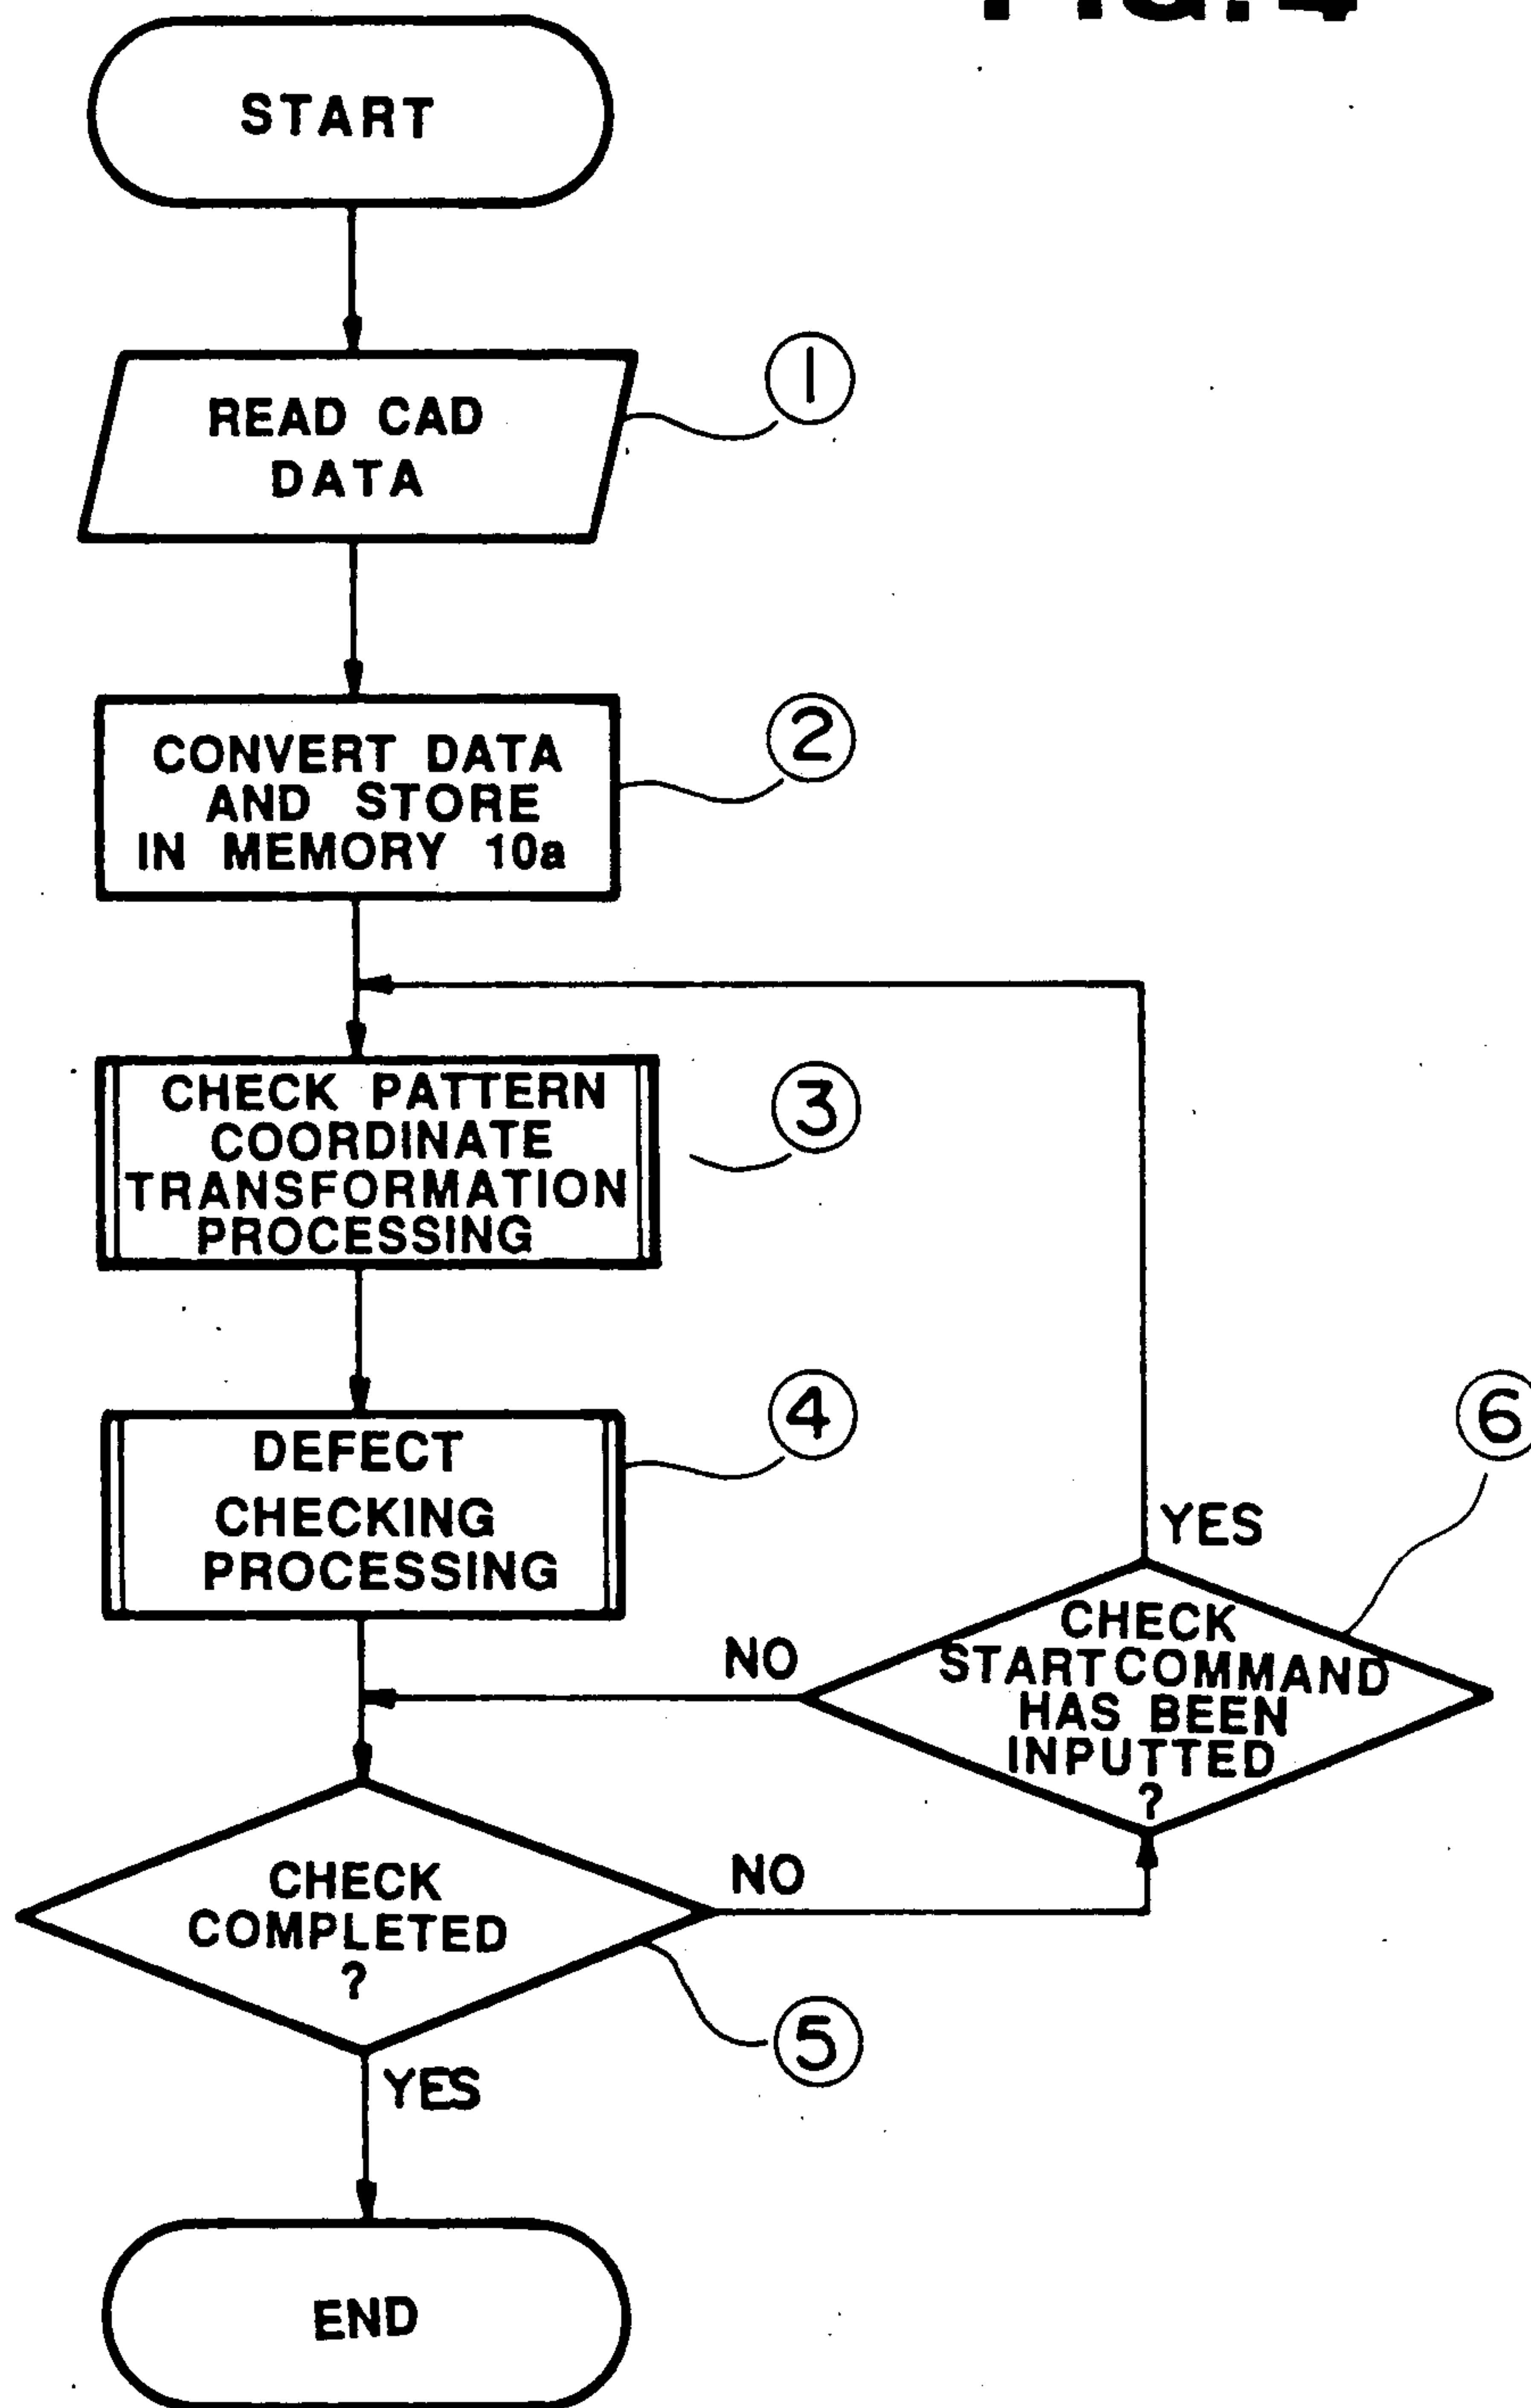 FIG.4
START
1
READ CAD
DATA
2
CONVERT DATA
AND STORE
IN MEMORY 10a
3
CHECK PATTERN
COORDINATE
TRANSFORMATION
PROCESSING
4
DEFECT
CHECKING
PROCESSING
6
YES
NO
CHECK
START COMMAND
HAS BEEN
INPUTTED
?
CHECK
COMPLETED
?
NO
5
YES
END